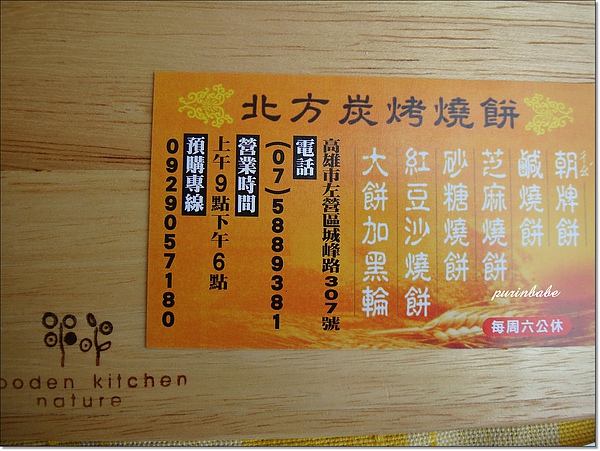 北方炭烤燒餅
朝牌餅
鹹燒餅
芝麻燒餅
砂糖燒餅
紅豆沙燒餅
大餅加黑輪
高雄市左營區城峰路307號
電話
(07)5889381
營業時間
上午9點下午6點
預購專線
0929057180
每周六公休
purinbabe
ooden kitchen
nature